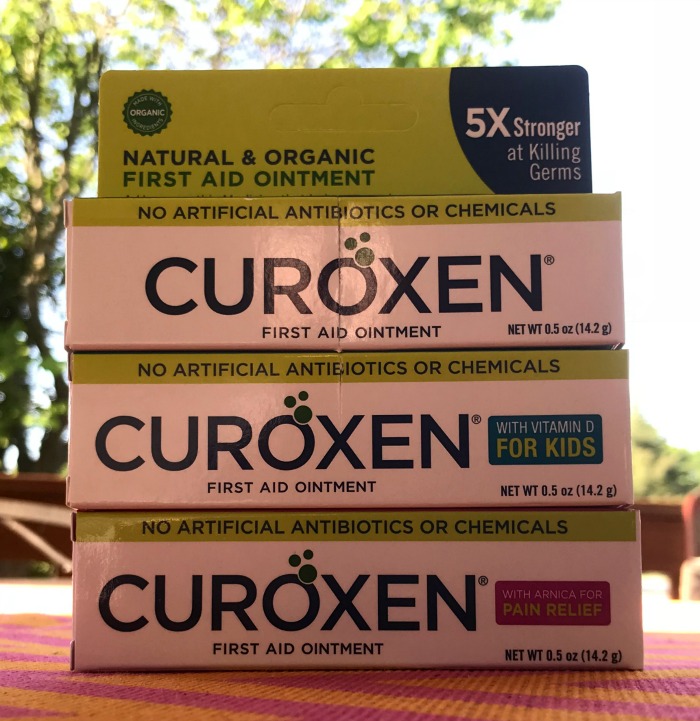 MADE WITH
ORGANIC
INGREDIENTS
5X Stronger
at Killing
Germs
NATURAL & ORGANIC
FIRST AID OINTMENT
NO ARTIFICIAL ANTIBIOTICS OR CHEMICALS
CUROXEN®
FIRST AID OINTMENT
NET WT 0.5 oz (14.2 g)
NO ARTIFICIAL ANTIBIOTICS OR CHEMICALS
CUROXEN®
WITH VITAMIN D
FOR KIDS
FIRST AID OINTMENT
NET WT 0.5 oz (14.2 g)
NO ARTIFICIAL ANTIBIOTICS OR CHEMICALS
CUROXEN®
WITH ARNICA FOR
PAIN RELIEF
FIRST AID OINTMENT
NET WT 0.5 oz (14.2 g)